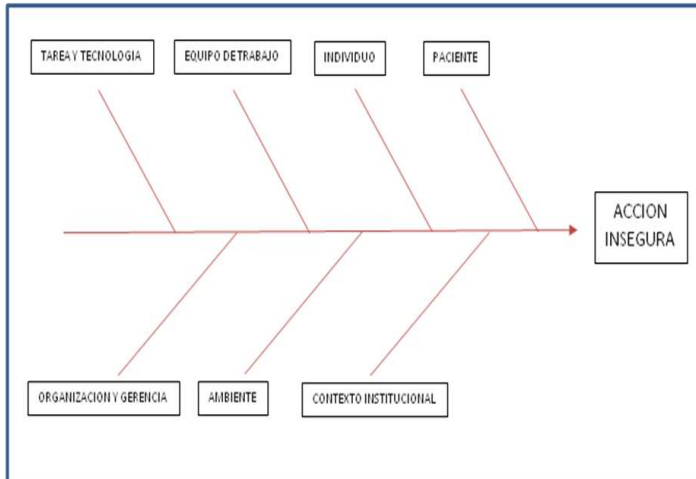 TAREA Y TECNOLOGIA
EQUIPO DE TRABAJO
INDIVIDUO
PACIENTE
ACCION
INSEGURA
ORGANIZACION Y GERENCIA
AMBIENTE
CONTEXTO INSTITUCIONAL